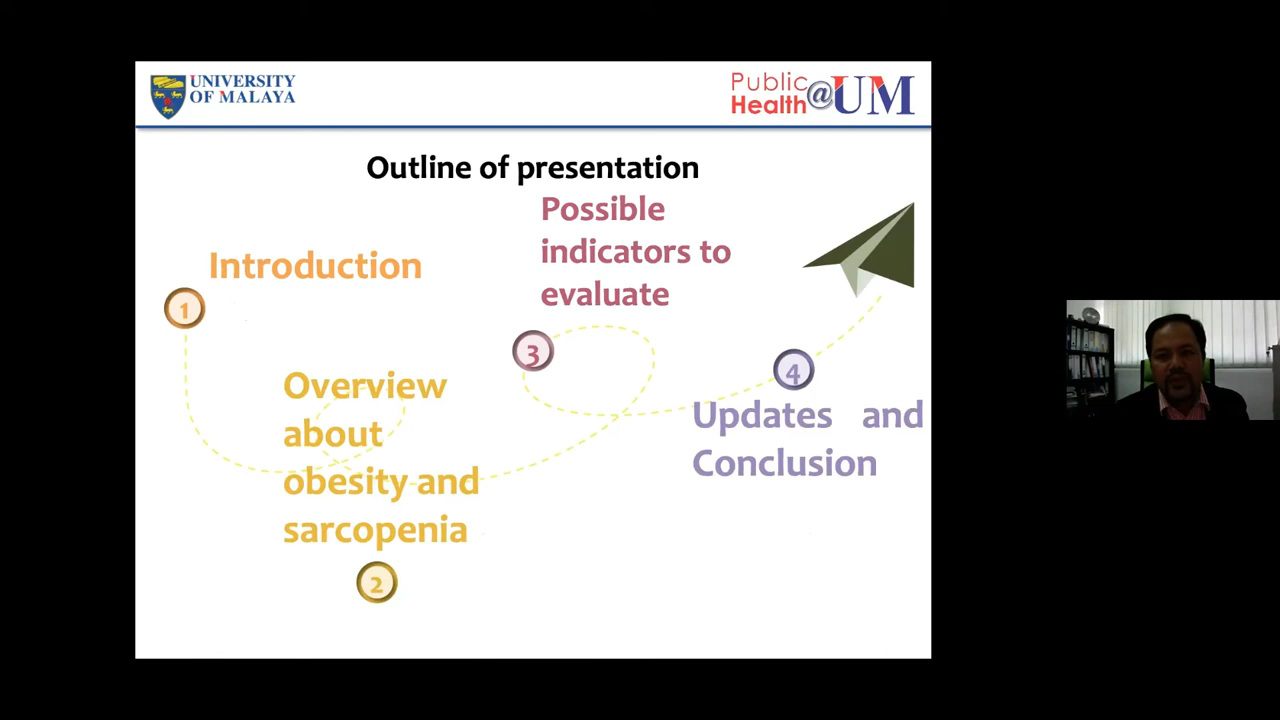 UNIVERSITY
OF MALAYA
Public
Health@UM
Outline of presentation
Introduction
1
Overview
about
obesity and
sarcopenia
2
Possible
indicators to
evaluate
3
4
Updates and
Conclusion